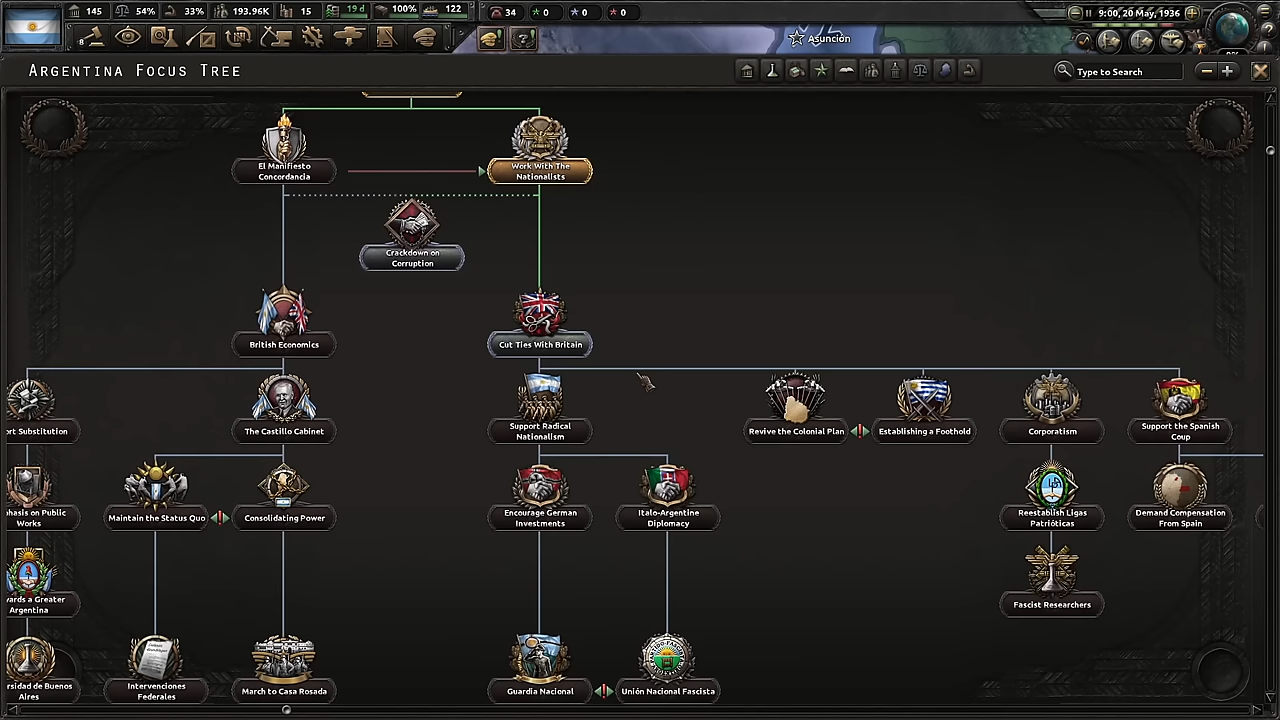 145 54% 33% 193.96K 15 19 d 100% 122 34 0 0 0
9:00, 20 May, 1936
8
Asunción
Argentina Focus Tree
Type to Search
El Manifiesto
Concordancia
Work With The
Nationalists
Crackdown on
Corruption
British Economics
Cut Ties With Britain
ort Substitution
The Castillo Cabinet
Support Radical
Nationalism
Revive the Colonial Plan
Establishing a Foothold
Corporatism
Support the Spanish
Coup
phasis on Public
Works
Maintain the Status Quo
Consolidating Power
Encourage German
Investments
Italo-Argentine
Diplomacy
Reestablish Ligas
Patrióticas
Demand Compensation
From Spain
wards a Greater
Argentina
Fascist Researchers
ersidad de Buenos
Aires
Intervenciones
Federales
March to Casa Rosada
Guardia Nacional
Unión Nacional Fascista